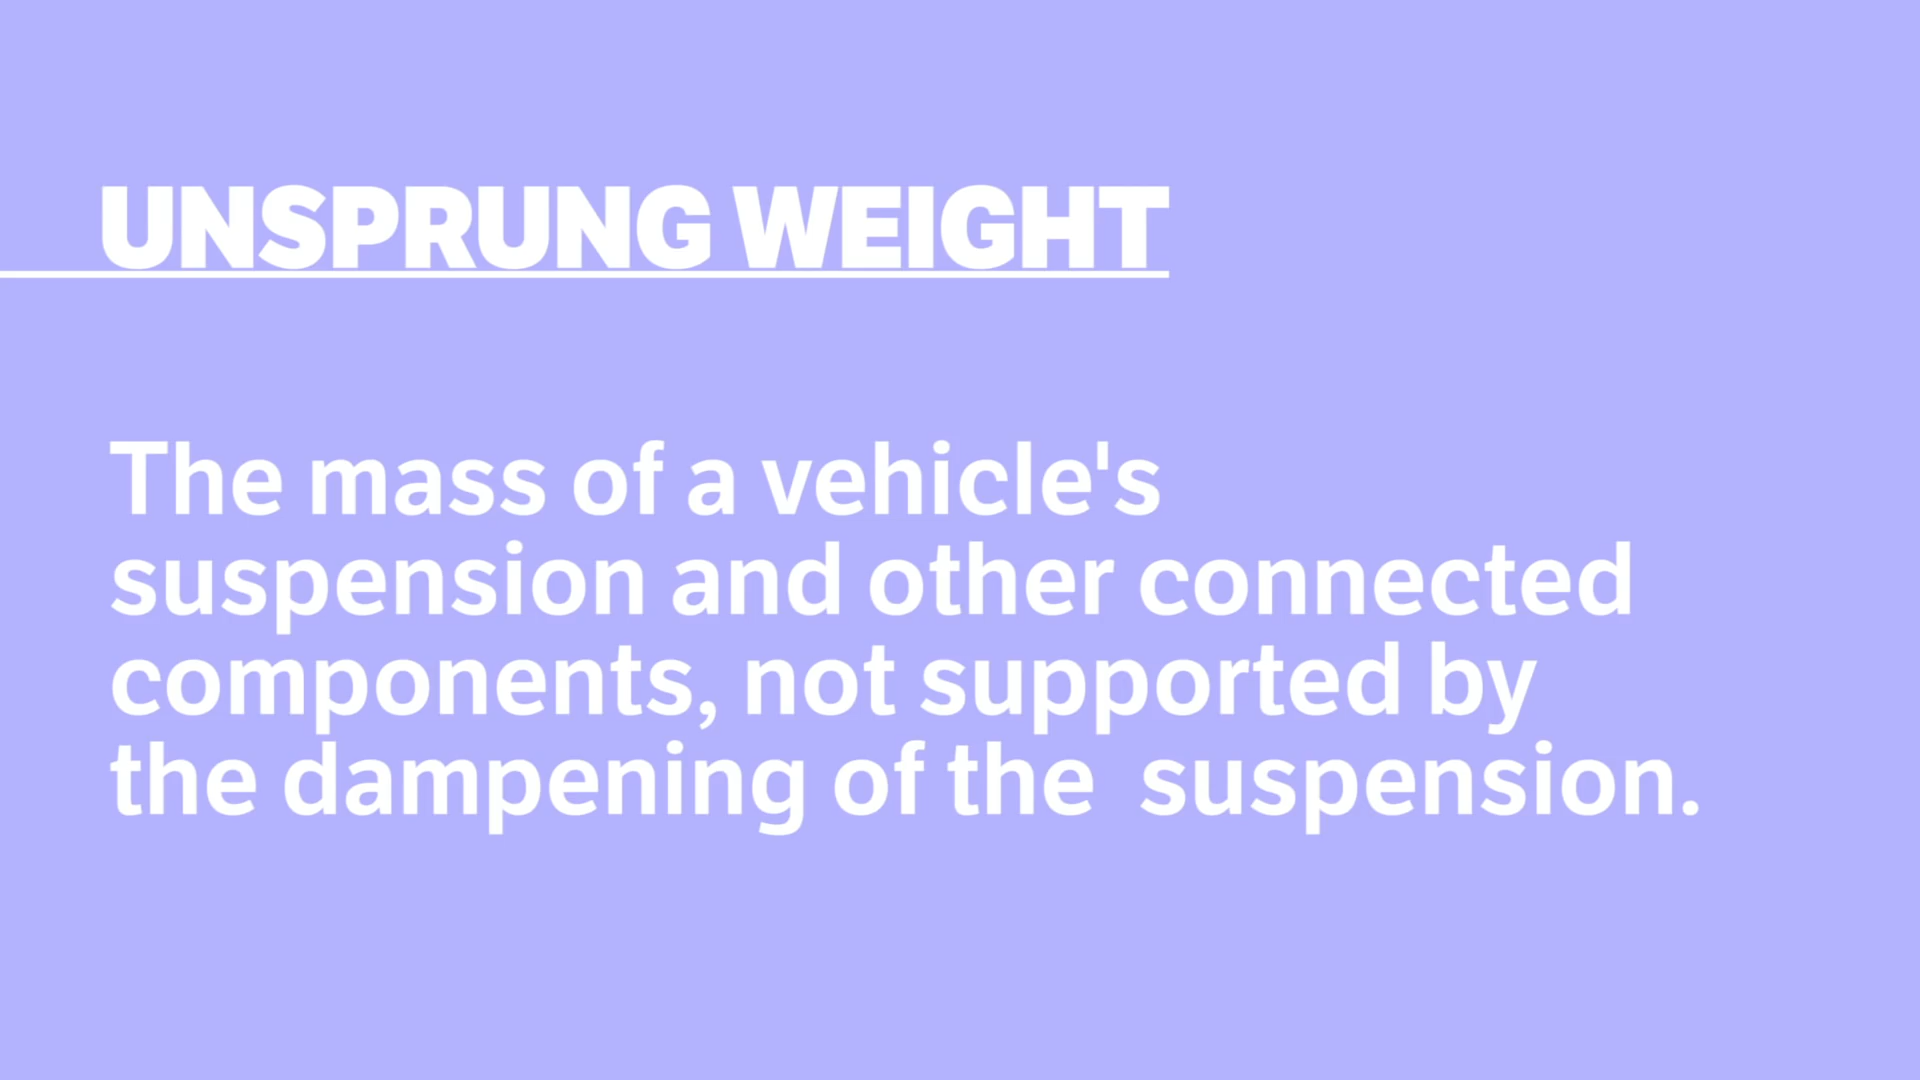 UNSPRUNG WEIGHT
The mass of a vehicle's
suspension and other connected
components, not supported by
the dampening of the  suspension.